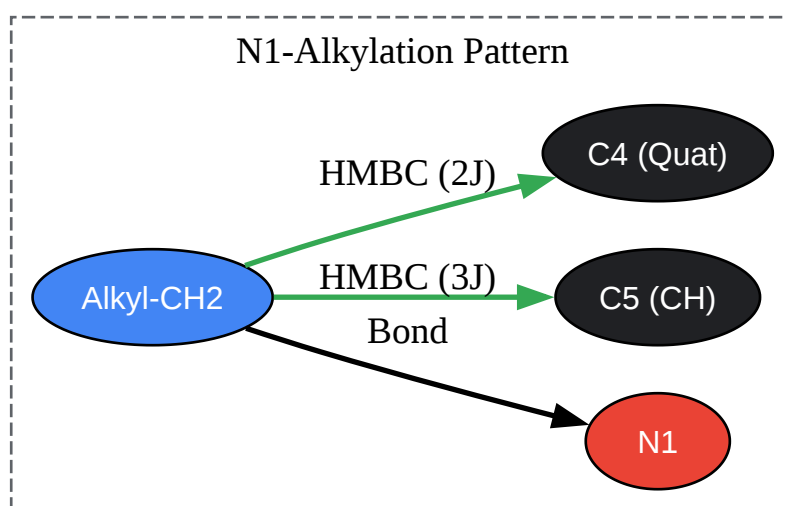 N1-Alkylation Pattern
C4 (Quat)
HMBC (2J)
Alkyl-CH2
HMBC (3J)
C5 (CH)
Bond
N1